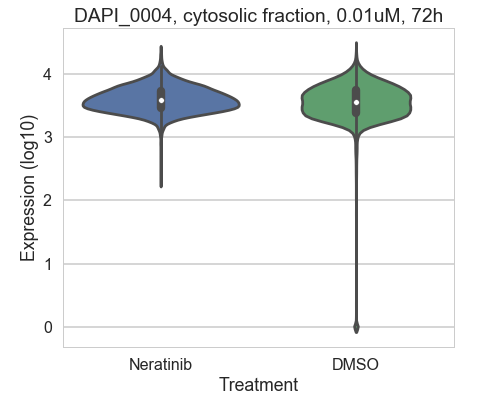 DAPI_0004, cytosolic fraction, 0.01uM, 72h
Expression (log10)
4
3
2
1
0
Neratinib DMSO
Treatment